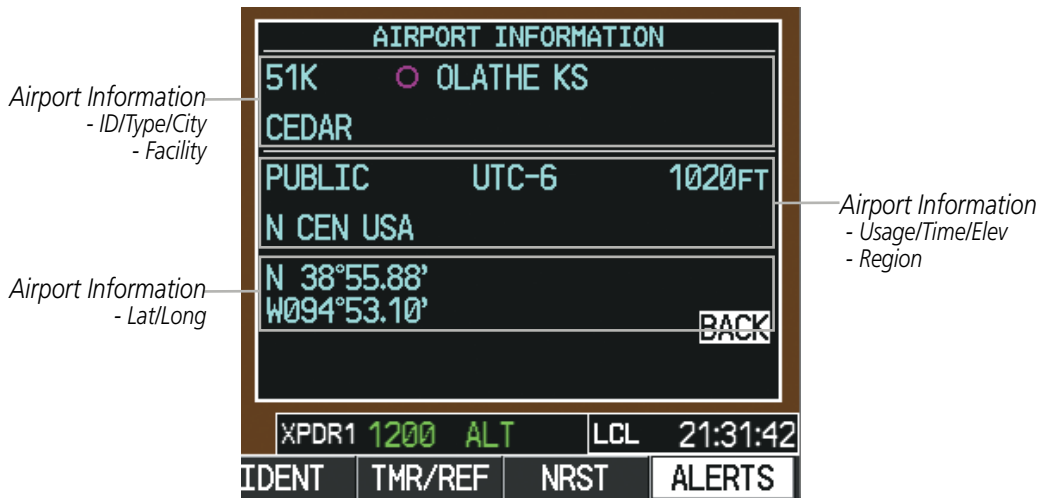 AIRPORT INFORMATION
51K OLATHE KS
CEDAR
PUBLIC UTC-6 1020FT
N CEN USA
N 38°55.88'
W094°53.10'
BACK
XPDR1 1200 ALT LCL 21:31:42
IDENT TMR/REF NRST ALERTS
Airport Information
- ID/Type/City
- Facility
Airport Information
- Lat/Long
Airport Information
- Usage/Time/Elev
- Region